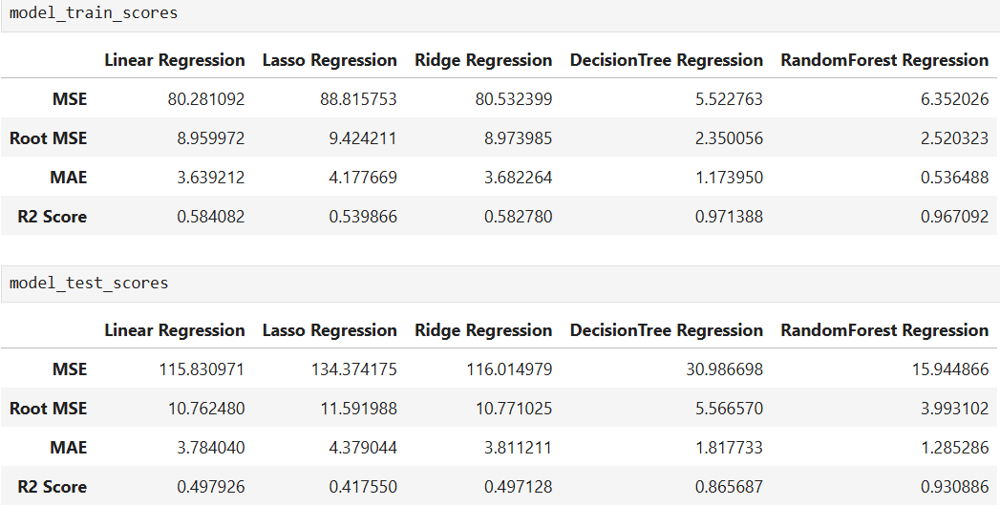 model_train_scores
Linear Regression Lasso Regression Ridge Regression DecisionTree Regression RandomForest Regression
MSE 80.281092 88.815753 80.532399 5.522763 6.352026
Root MSE 8.959972 9.424211 8.973985 2.350056 2.520323
MAE 3.639212 4.177669 3.682264 1.173950 0.536488
R2 Score 0.584082 0.539866 0.582780 0.971388 0.967092
model_test_scores
Linear Regression Lasso Regression Ridge Regression DecisionTree Regression RandomForest Regression
MSE 115.830971 134.374175 116.014979 30.986698 15.944866
Root MSE 10.762480 11.591988 10.771025 5.566570 3.993102
MAE 3.784040 4.379044 3.811211 1.817733 1.285286
R2 Score 0.497926 0.417550 0.497128 0.865687 0.930886